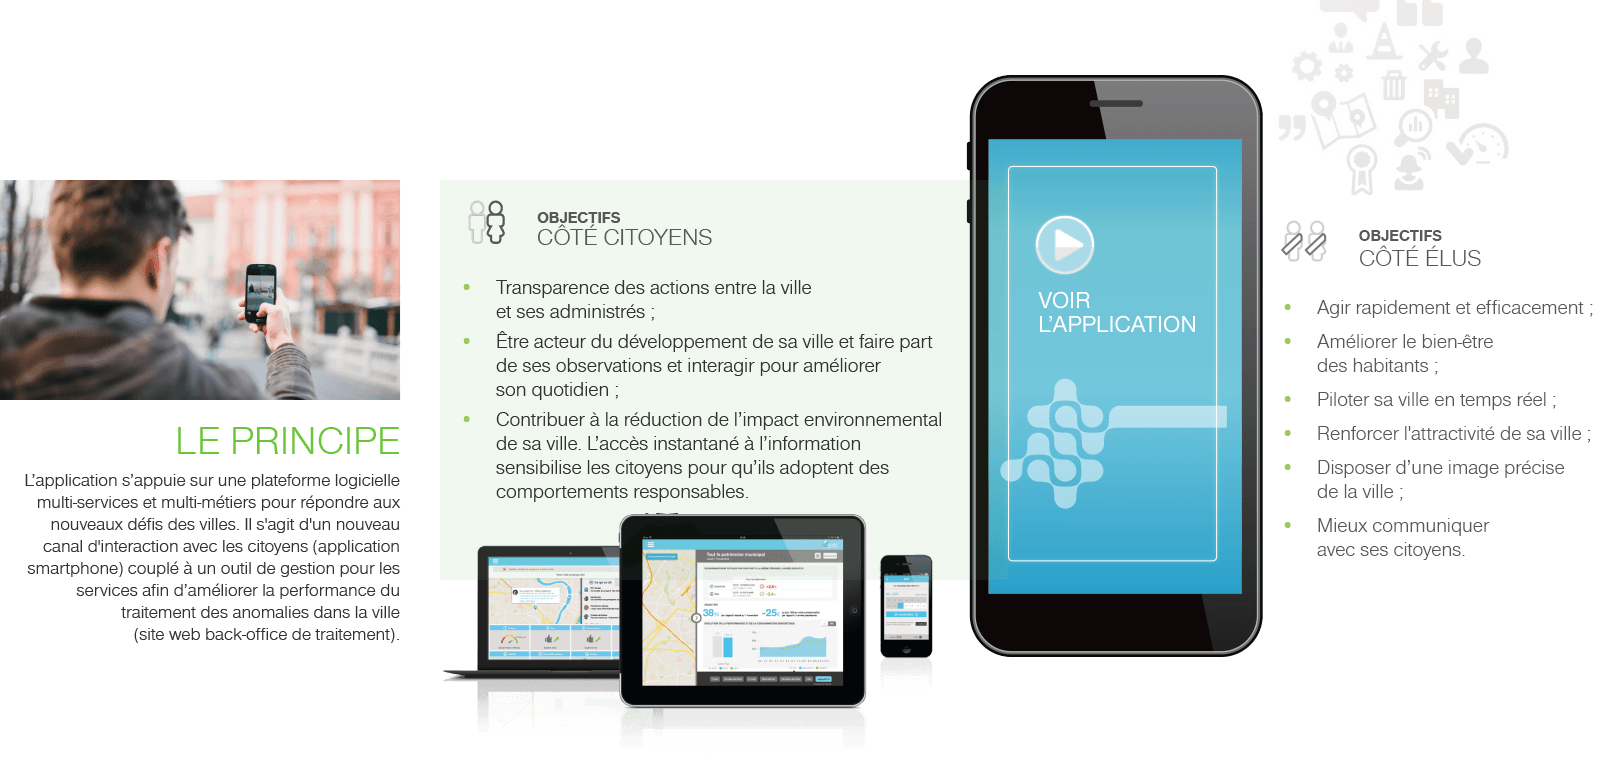 LE PRINCIPE
L’application s’appuie sur une plateforme logicielle
multi-services et multi-métiers pour répondre aux
nouveaux défis des villes. Il s'agit d'un nouveau
canal d'interaction avec les citoyens (application
smartphone) couplé à un outil de gestion pour les
services afin d’améliorer la performance du
traitement des anomalies dans la ville
(site web back-office de traitement).
OBJECTIFS
CÔTÉ CITOYENS
• Transparence des actions entre la ville
et ses administrés ;
• Être acteur du développement de sa ville et faire part
de ses observations et interagir pour améliorer
son quotidien ;
• Contribuer à la réduction de l’impact environnemental
de sa ville. L’accès instantané à l’information
sensibilise les citoyens pour qu’ils adoptent des
comportements responsables.
Tout le patrimoine municipal
38%
-25%
VOIR
L’APPLICATION
OBJECTIFS
CÔTÉ ÉLUS
• Agir rapidement et efficacement ;
• Améliorer le bien-être
des habitants ;
• Piloter sa ville en temps réel ;
• Renforcer l'attractivité de sa ville ;
• Disposer d’une image précise
de la ville ;
• Mieux communiquer
avec ses citoyens.